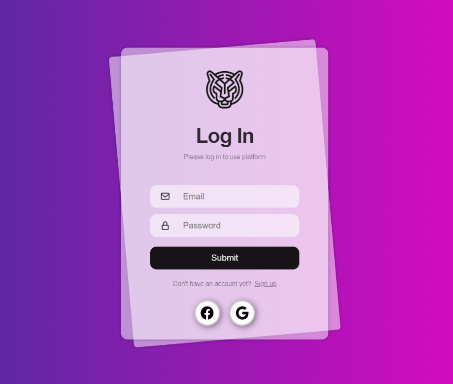 Log In
Please log in to use platform
Email
Password
Submit
Don't have an account yet? Sign up